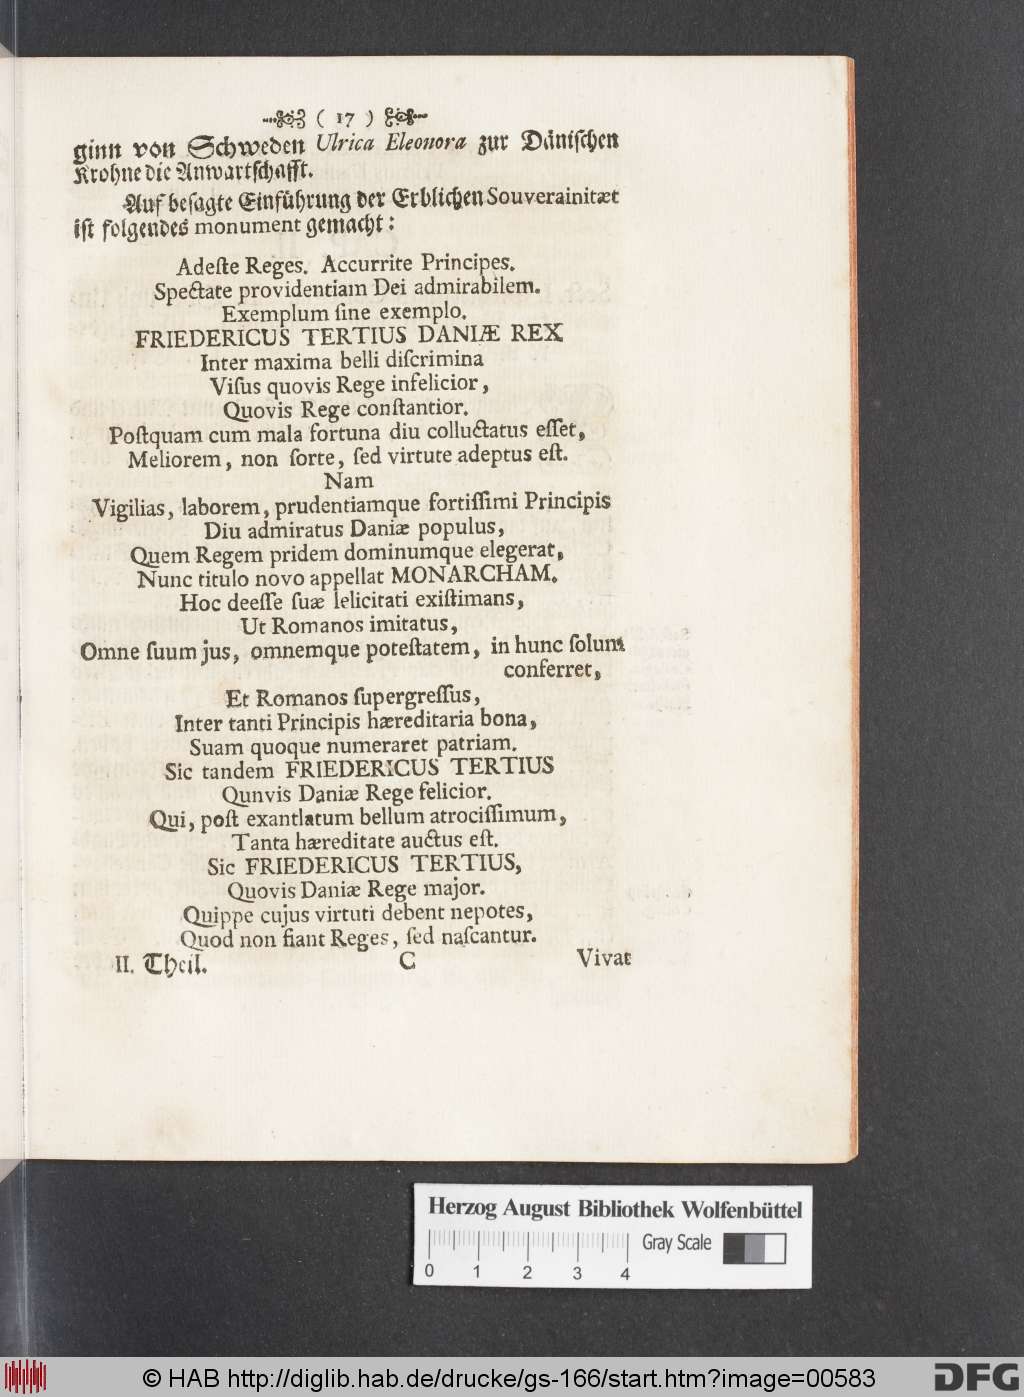 ( 17 )
ginn von Schweden Ulrica Eleonora zur Dänischen
Krohne die Anwartschafft.
Auf besagte Einführung der Erblichen Souverainitæt
ist folgendes monument gemacht:
Adeſte Reges. Accurrite Principes.
Spectate providentiam Dei admirabilem.
Exemplum ſine exemplo.
FRIEDERICUS TERTIUS DANIÆ REX
Inter maxima belli diſcrimina
Viſus quovis Rege infelicior,
Quovis Rege conſtantior.
Poſtquam cum mala fortuna diu colluctatus eſſet,
Meliorem, non ſorte, ſed virtute adeptus eſt.
Nam
Vigilias, laborem, prudentiamque fortiſſimi Principis
Diu admiratus Daniæ populus,
Quem Regem pridem dominumque elegerat,
Nunc titulo novo appellat MONARCHAM.
Hoc deeſſe ſuæ lelicitati exiſtimans,
Ut Romanos imitatus,
Omne ſuum jus, omnemque poteſtatem, in hunc ſolum
conferret,
Et Romanos ſupergreſſus,
Inter tanti Principis hæreditaria bona,
Suam quoque numeraret patriam.
Sic tandem FRIEDERICUS TERTIUS
Qunvis Daniæ Rege felicior.
Qui, poſt exantlatum bellum atrociſſimum,
Tanta hæreditate auctus eſt.
Sic FRIEDERICUS TERTIUS,
Quovis Daniæ Rege major.
Quippe cujus virtuti debent nepotes,
Quod non fiant Reges, ſed naſcantur.
II. Theil. C Vivat
Herzog August Bibliothek Wolfenbüttel
Gray Scale
0 1 2 3 4
© HAB http://diglib.hab.de/drucke/gs-166/start.htm?image=00583
DFG